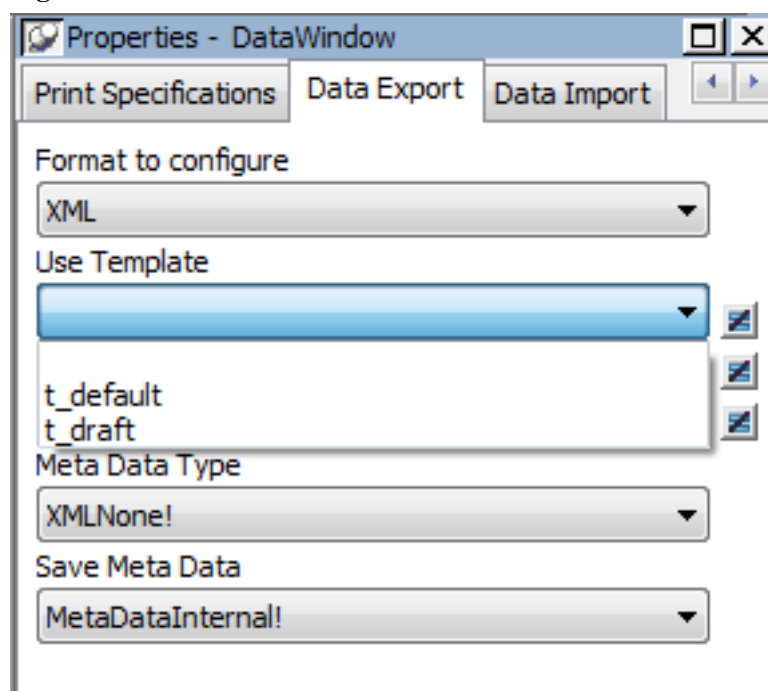 Properties - DataWindow
Print Specifications Data Export Data Import
Format to configure
XML
Use Template
t_default
t_draft
Meta Data Type
XMLNone!
Save Meta Data
MetaDataInternal!